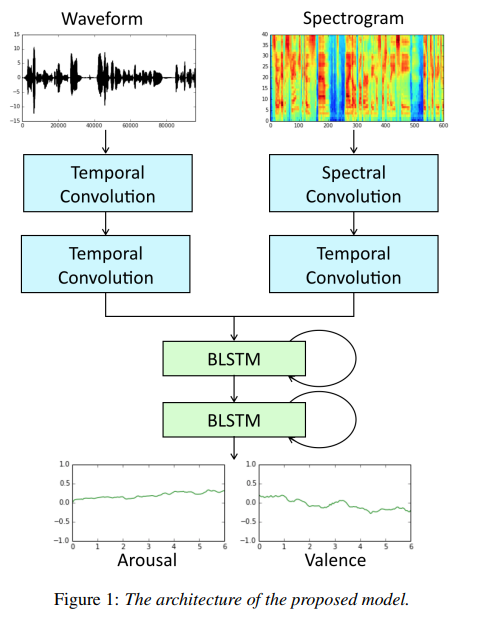 Waveform
Spectrogram
15
10
5
0
−5
−10
−15
0 20000 40000 60000 80000
40
35
30
25
20
15
10
5
0
0 100 200 300 400 500 600
Temporal
Convolution
Spectral
Convolution
Temporal
Convolution
Temporal
Convolution
BLSTM
BLSTM
1.0
0.5
0.0
−0.5
−1.0
0 1 2 3 4 5 6
Arousal
1.0
0.5
0.0
−0.5
−1.0
0 1 2 3 4 5 6
Valence
Figure 1: The architecture of the proposed model.